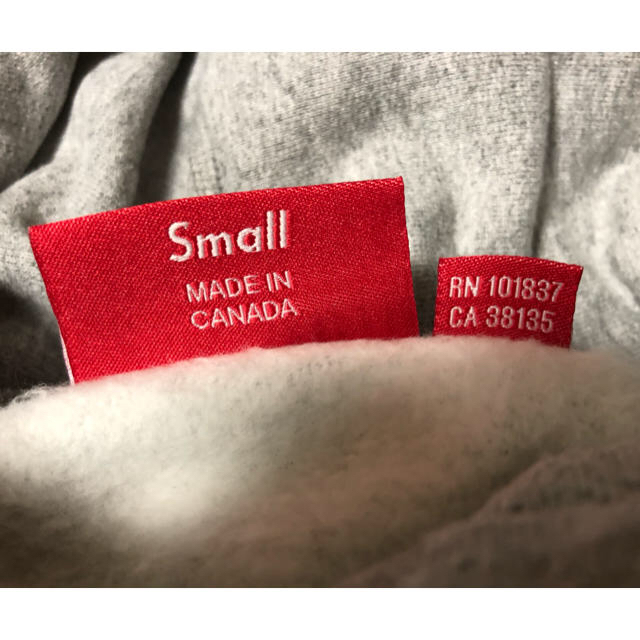 Small
MADE IN
CANADA
RN 101837
CA 38135